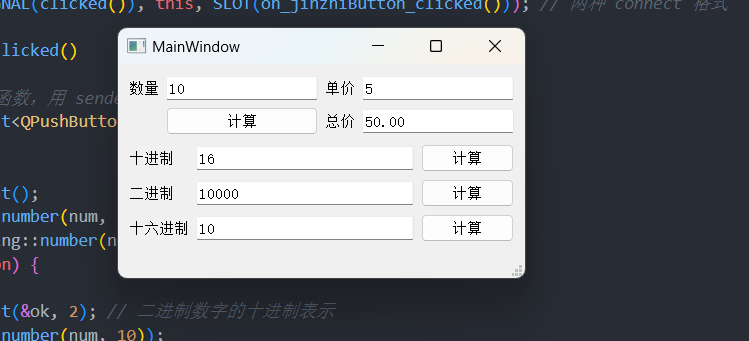 GNAL(clicked()), this, SLOT(on_jinzhiButton_clicked())); // 两种 connect 格式
licked()
函数，用 sende
t<QPushButto
t();
number(num,
ng::number(n
n) {
t(&ok, 2); // 二进制数字的十进制表示
number(num, 10));
MainWindow
数量 10 单价 5
计算 总价 50.00
十进制 16 计算
二进制 10000 计算
十六进制 10 计算